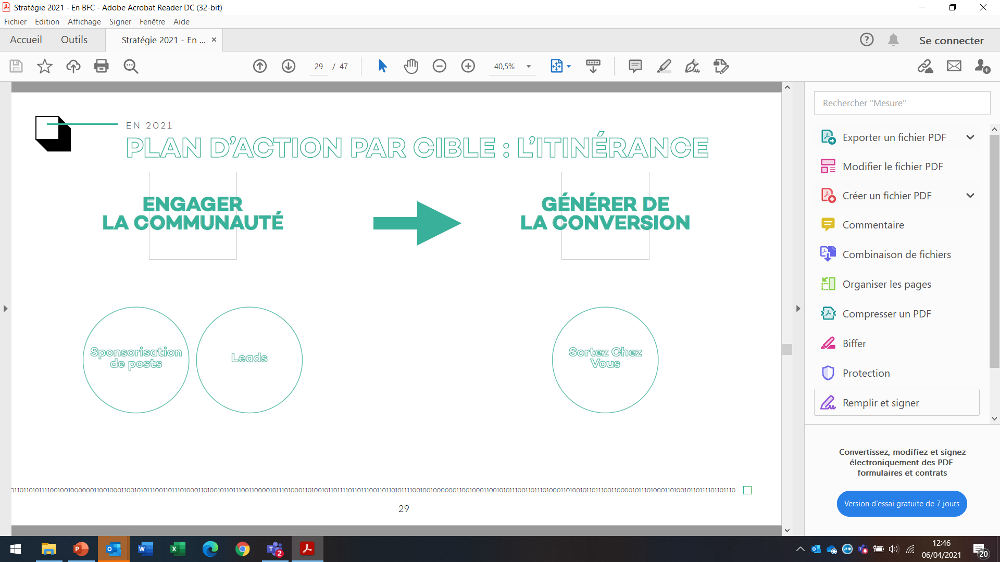 Stratégie 2021 - En BFC - Adobe Acrobat Reader DC (32-bit)
Fichier Edition Affichage Signer Fenêtre Aide
Accueil Outils Stratégie 2021 - En ... Se connecter
29 / 47 40,5%
EN 2021
PLAN D'ACTION PAR CIBLE : L'ITINÉRANCE
ENGAGER
LA COMMUNAUTÉ
GÉNÉRER DE
LA CONVERSION
Sponsorisation
de posts
Leads
Sortez Chez
Vous
29
Rechercher "Mesure"
Exporter un fichier PDF
Modifier le fichier PDF
Créer un fichier PDF
Commentaire
Combinaison de fichiers
Organiser les pages
Compresser un PDF
Biffer
Protection
Remplir et signer
Convertissez, modifiez et signez
électroniquement des PDF
formulaires et contrats
Version d'essai gratuite de 7 jours
2
12:46
06/04/2021
20